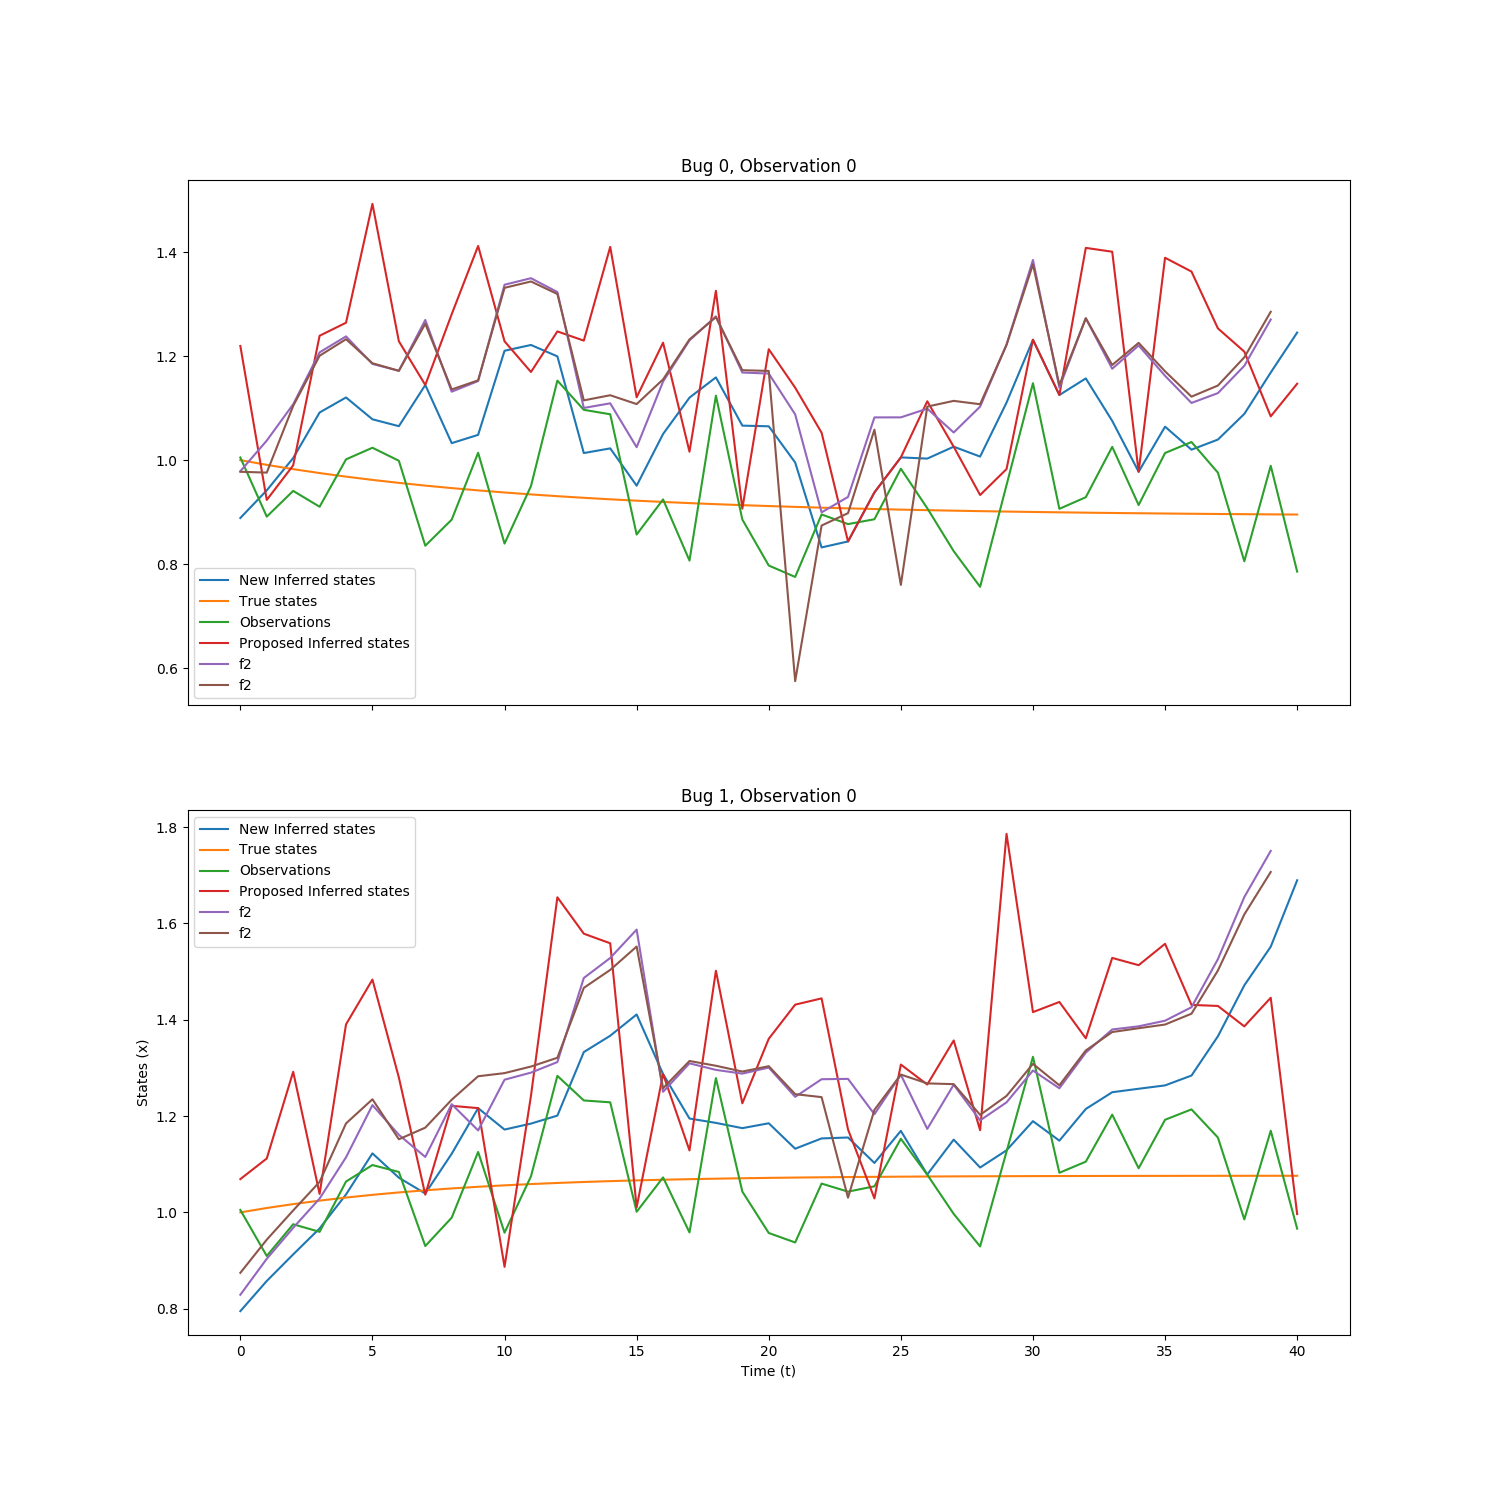 Bug 0, Observation 0
1.4
1.2
1.0
0.8
0.6
New Inferred states
True states
Observations
Proposed Inferred states
f2
f2
Bug 1, Observation 0
1.8
1.6
1.4
1.2
1.0
0.8
States (x)
New Inferred states
True states
Observations
Proposed Inferred states
f2
f2
0 5 10 15 20 25 30 35 40
Time (t)